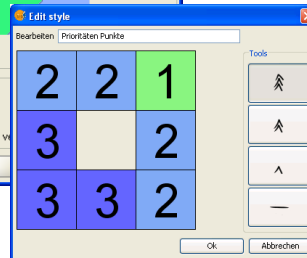 Edit style
Bearbeiten Prioritäten Punkte
Tools
2 2 1
3 2
3 3 2
Ok Abbrechen